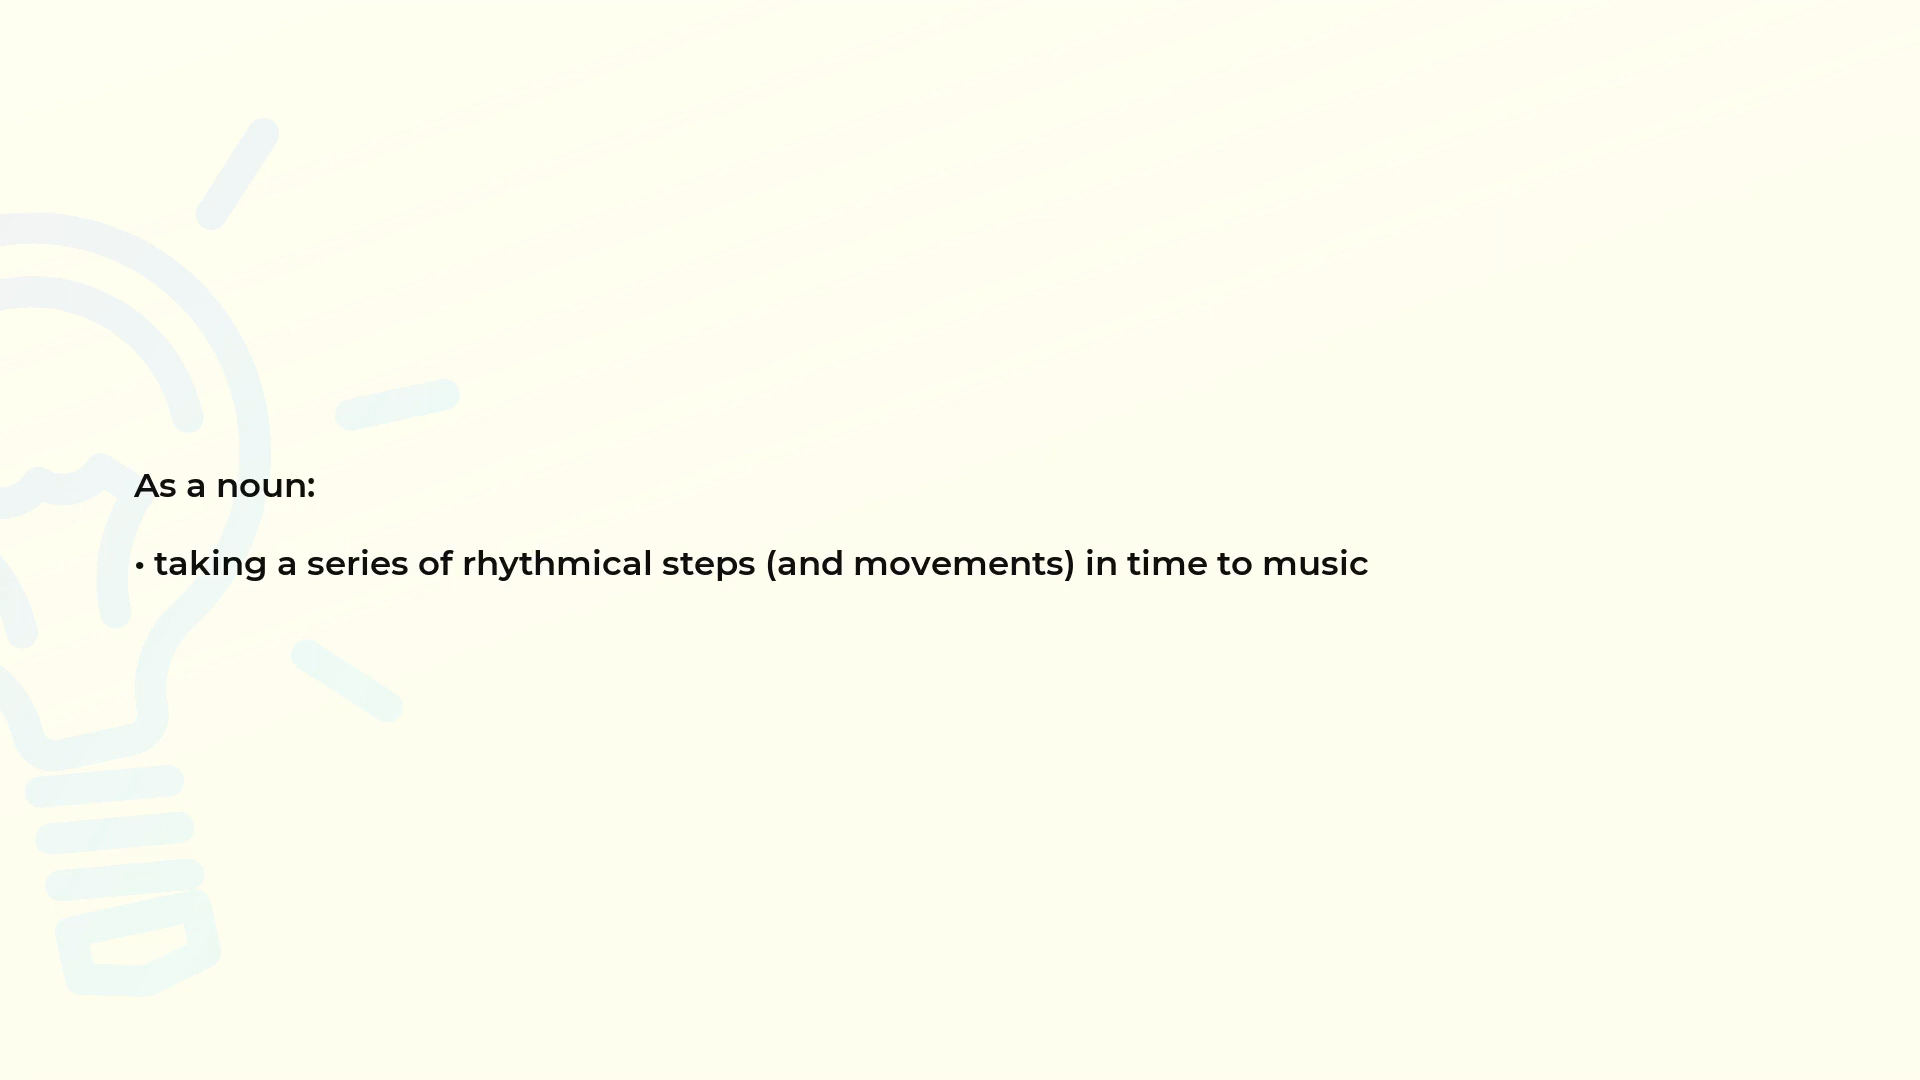 As a noun:
• taking a series of rhythmical steps (and movements) in time to music